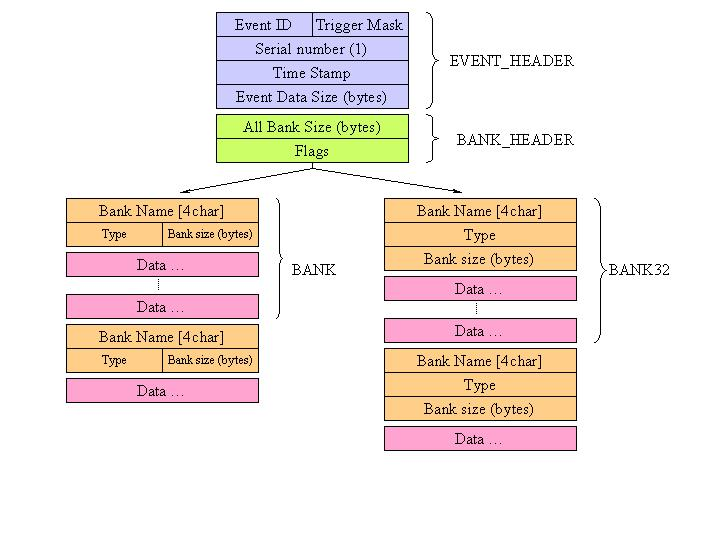 Event ID Trigger Mask
Serial number (1)
Time Stamp
Event Data Size (bytes)
EVENT_HEADER
All Bank Size (bytes)
Flags
BANK_HEADER
Bank Name [4char]
Type Bank size (bytes)
Data …
Data …
BANK
Bank Name [4char]
Type Bank size (bytes)
Data …
Bank Name [4char]
Type
Bank size (bytes)
Data …
Data …
BANK32
Bank Name [4char]
Type
Bank size (bytes)
Data …